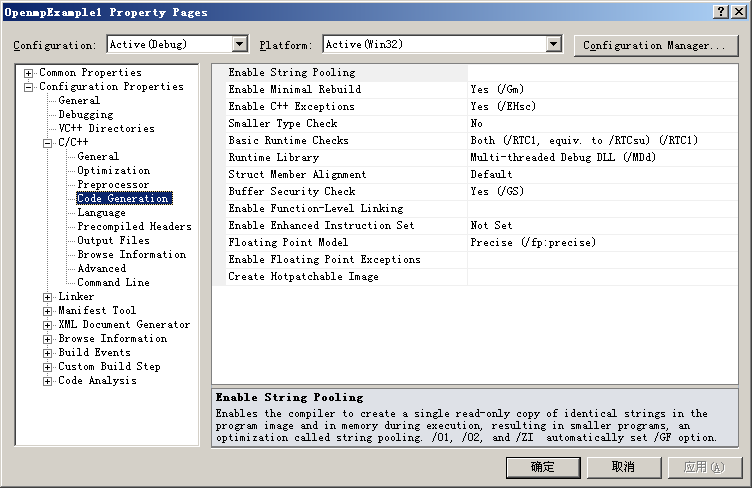 OpenmpExample1 Property Pages
Configuration: Active(Debug) Platform: Active(Win32) Configuration Manager...
Common Properties
Configuration Properties
General
Debugging
VC++ Directories
C/C++
General
Optimization
Preprocessor
Code Generation
Language
Precompiled Headers
Output Files
Browse Information
Advanced
Command Line
Linker
Manifest Tool
XML Document Generator
Browse Information
Build Events
Custom Build Step
Code Analysis
Enable String Pooling
Enable Minimal Rebuild Yes (/Gm)
Enable C++ Exceptions Yes (/EHsc)
Smaller Type Check No
Basic Runtime Checks Both (/RTC1, equiv. to /RTCsu) (/RTC1)
Runtime Library Multi-threaded Debug DLL (/MDd)
Struct Member Alignment Default
Buffer Security Check Yes (/GS)
Enable Function-Level Linking
Enable Enhanced Instruction Set Not Set
Floating Point Model Precise (/fp:precise)
Enable Floating Point Exceptions
Create Hotpatchable Image
Enable String Pooling
Enables the compiler to create a single read-only copy of identical strings in the
program image and in memory during execution, resulting in smaller programs, an
optimization called string pooling. /O1, /O2, and /ZI automatically set /GF option.
确定 取消 应用(A)